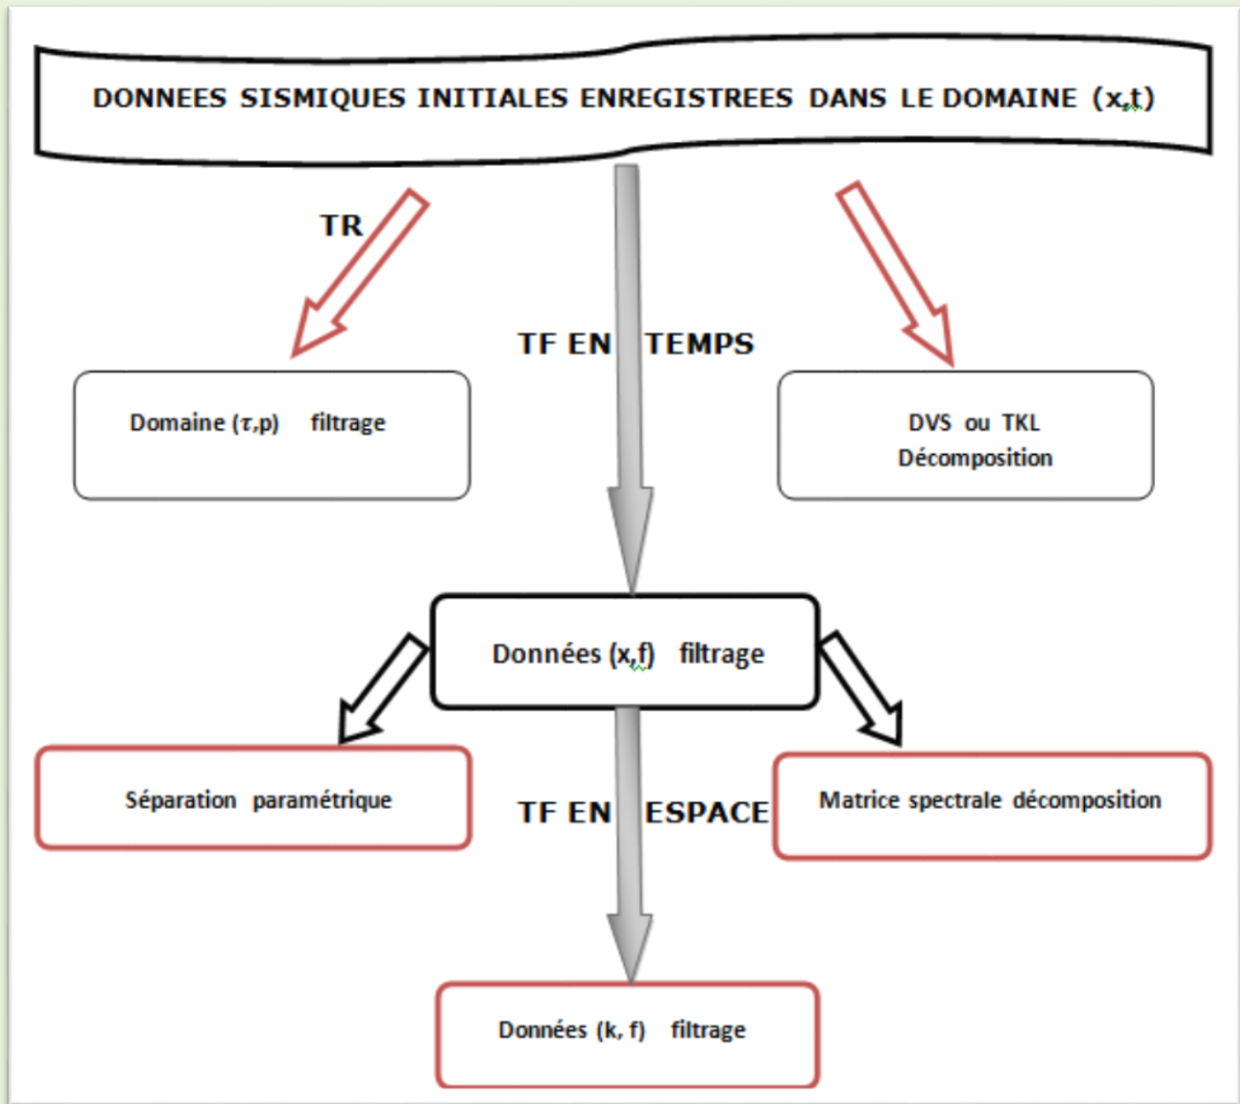 DONNEES SISMIQUES INITIALES ENREGISTREES DANS LE DOMAINE (x,t)
TR
TF EN TEMPS
Domaine (τ,p) filtrage
DVS ou TKL
Décomposition
Données (x,f) filtrage
Séparation paramétrique
TF EN ESPACE
Matrice spectrale décomposition
Données (k, f) filtrage